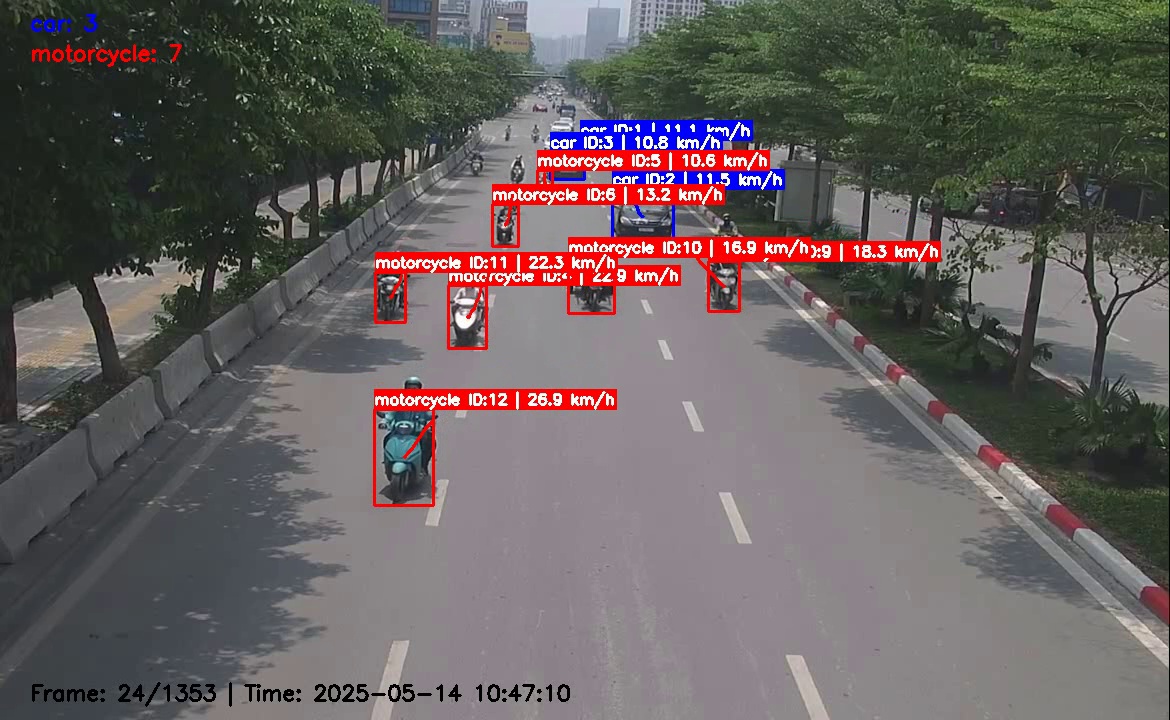 car: 3
motorcycle: 7
car ID:1 | 11.1 km/h
car ID:3 | 10.8 km/h
motorcycle ID:5 | 10.6 km/h
car ID:2 | 11.5 km/h
motorcycle ID:6 | 13.2 km/h
motorcycle ID:10 | 16.9 km/h
:9 | 18.3 km/h
motorcycle ID:11 | 22.3 km/h
motorcycle | 22.9 km/h
motorcycle ID:12 | 26.9 km/h
Frame: 24/1353 | Time: 2025-05-14 10:47:10